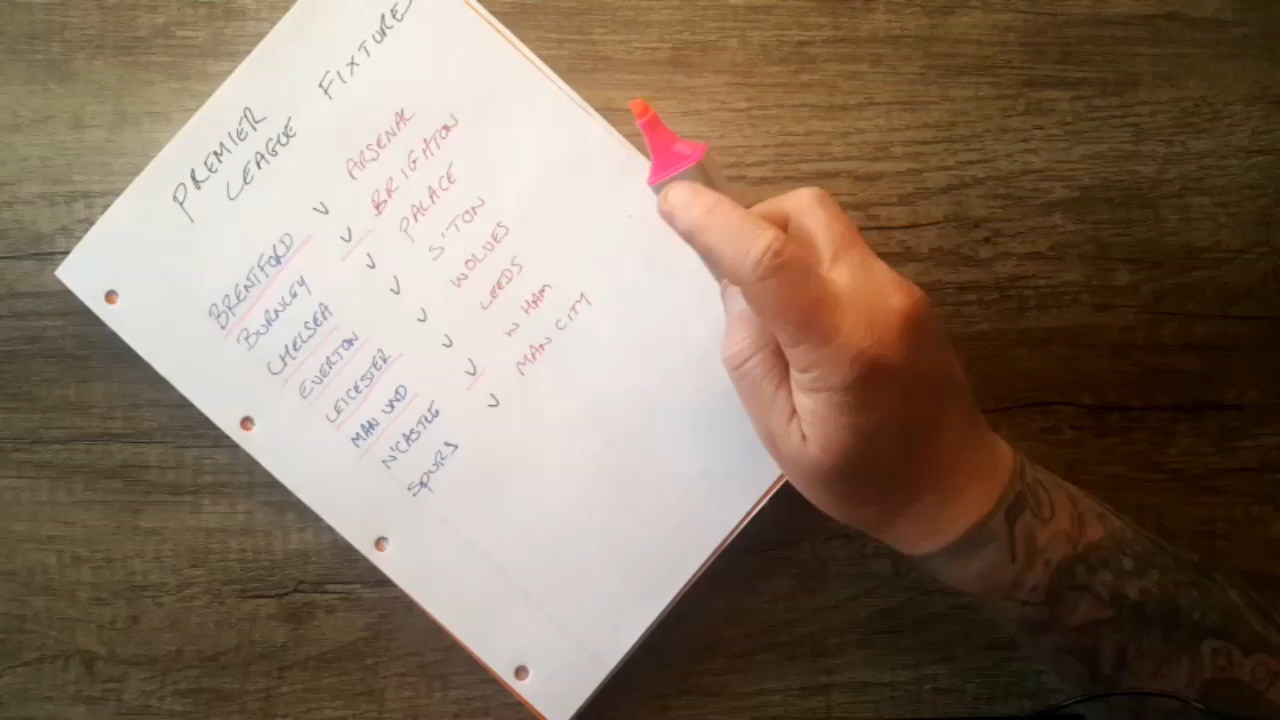 PREMIER
LEAGUE FIXTURE
BRENTFORD V ARSENAL
BURNLEY V BRIGHTON
CHELSEA V PALACE
EVERTON V S'TON
LEICESTER V WOLVES
MAN UND V LEEDS
N'CASTLE V W HAM
SPURS V MAN CITY